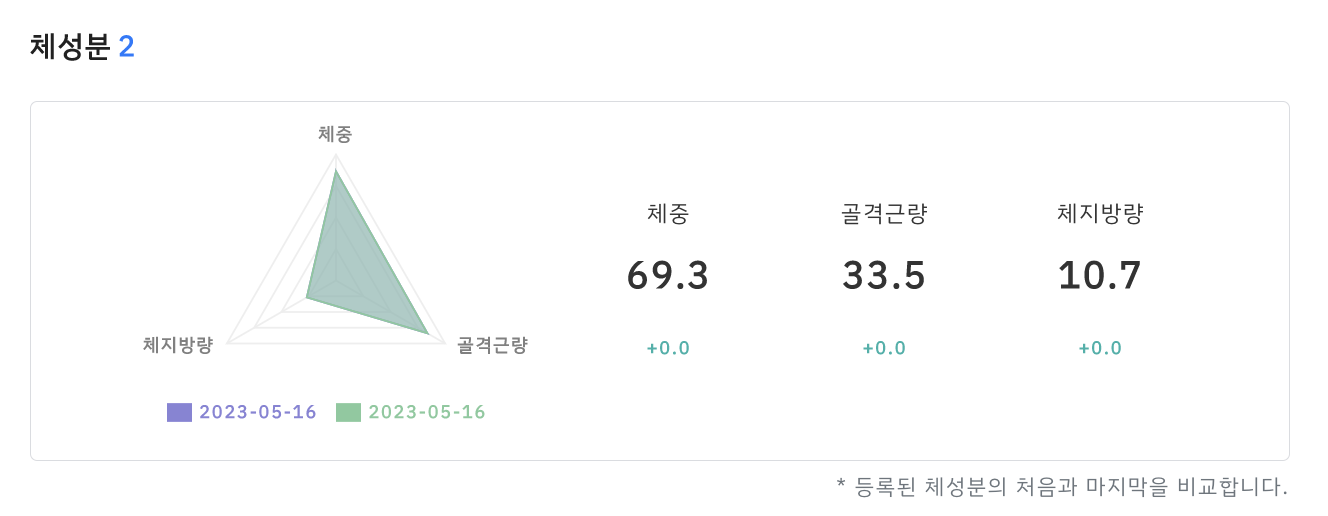 체성분 2
체중
체지방량
골격근량
2023-05-16 2023-05-16
체중 골격근량 체지방량
69.3 33.5 10.7
+0.0 +0.0 +0.0
* 등록된 체성분의 처음과 마지막을 비교합니다.